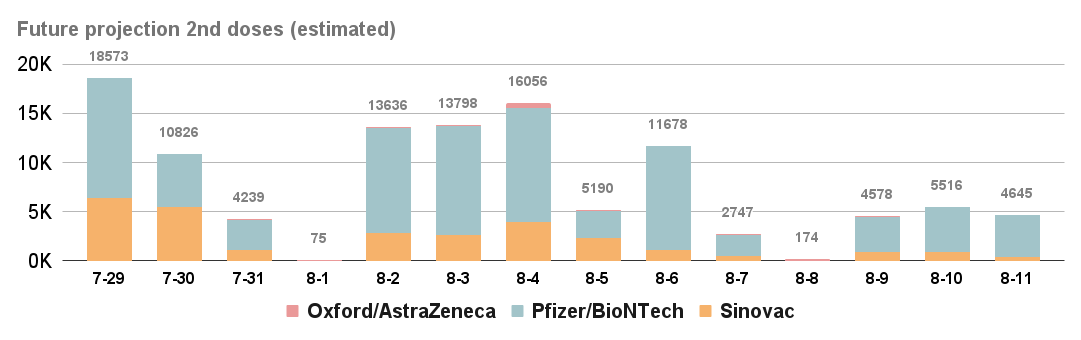 Future projection 2nd doses (estimated)
20K
15K
10K
5K
0K
18573
10826
4239
75
13636
13798
16056
5190
11678
2747
174
4578
5516
4645
7-29 7-30 7-31 8-1 8-2 8-3 8-4 8-5 8-6 8-7 8-8 8-9 8-10 8-11
Oxford/AstraZeneca Pfizer/BioNTech Sinovac